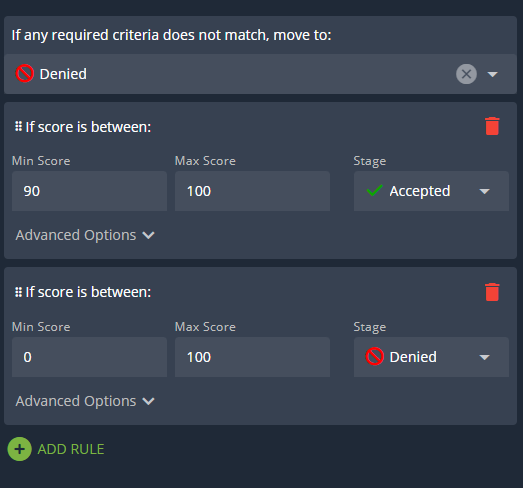 If any required criteria does not match, move to:
Denied
If score is between:
Min Score Max Score Stage
90 100 Accepted
Advanced Options
If score is between:
Min Score Max Score Stage
0 100 Denied
Advanced Options
ADD RULE